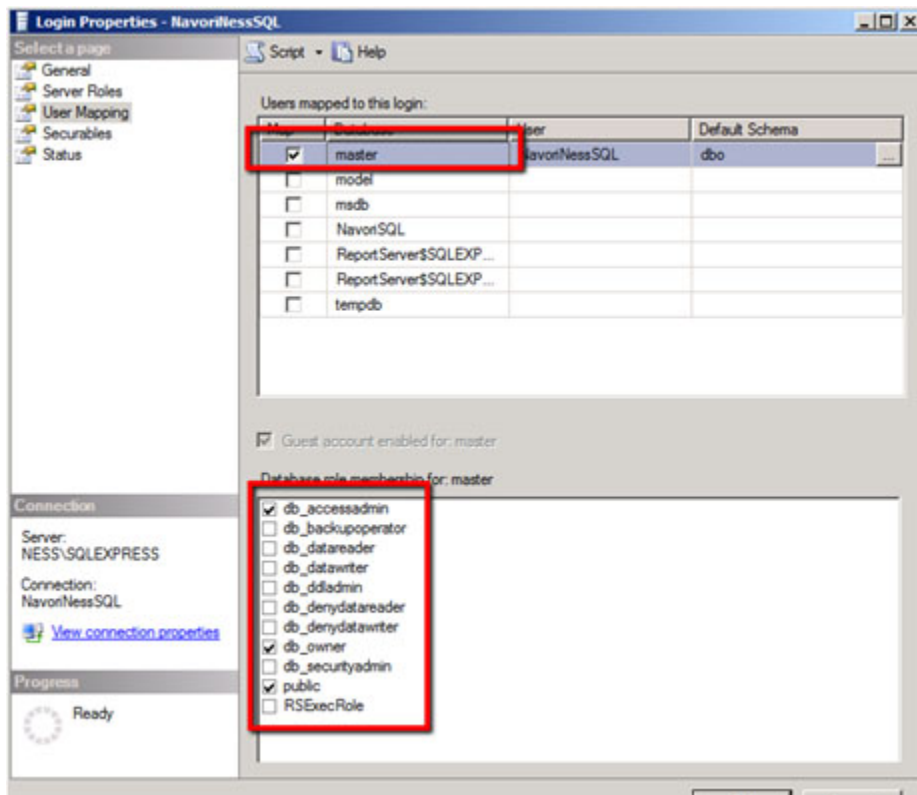 Login Properties - NavoriNessSQL
Select a page
General
Server Roles
User Mapping
Securables
Status
Script
Help
Users mapped to this login:
Map Database User Default Schema
master NavoriNessSQL dbo ...
model
msdb
NavoriSQL
ReportServer$SQLEXP...
ReportServer$SQLEXP...
tempdb
Guest account enabled for: master
Database role membership for: master
db_accessadmin
db_backupoperator
db_datareader
db_datawriter
db_ddladmin
db_denydatareader
db_denydatawriter
db_owner
db_securityadmin
public
RSExecRole
Connection
Server:
NESS\SQLEXPRESS
Connection:
NavoriNessSQL
View connection properties
Progress
Ready